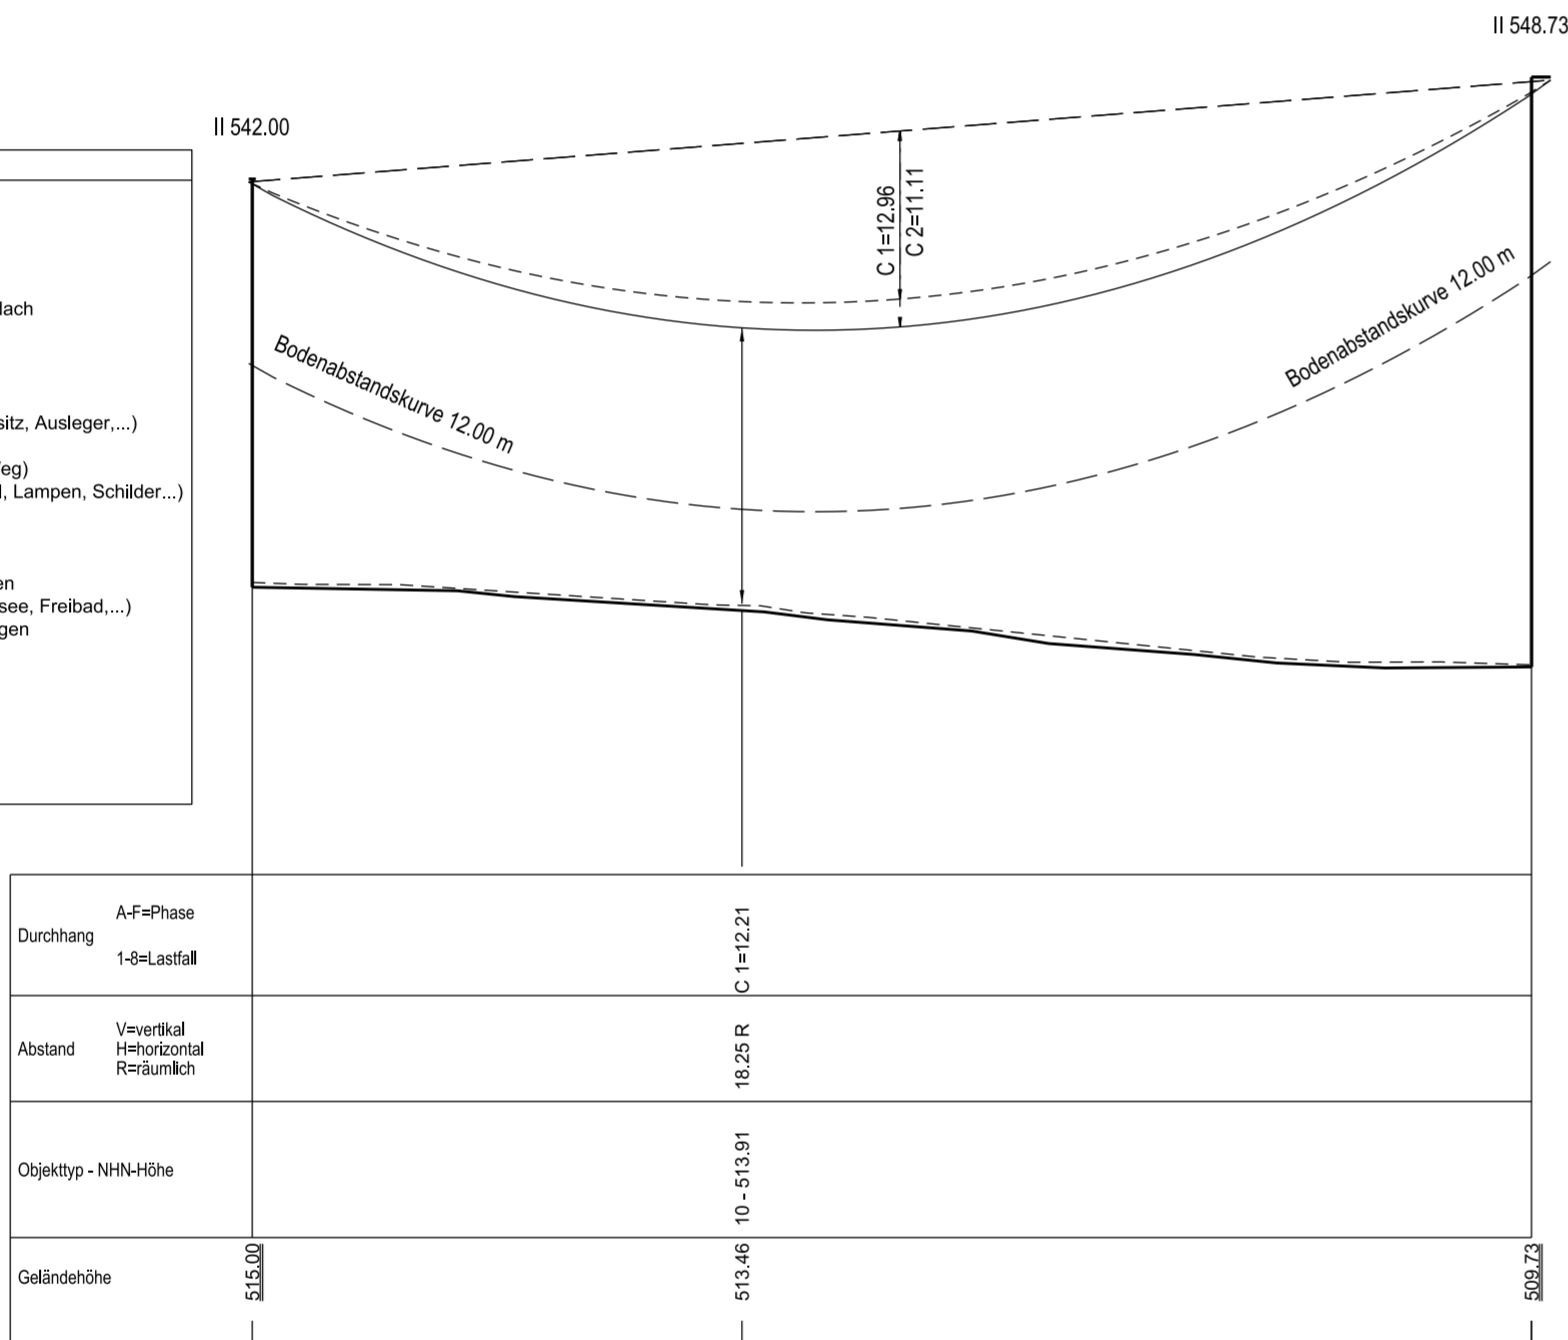 II 548.73
II 542.00
C 1=12.96
C 2=11.11
lach
Bodenabstandskurve 12.00 m
Bodenabstandskurve 12.00 m
sitz, Ausleger,...)
eg)
, Lampen, Schilder...)
en
see, Freibad,...)
gen
Durchhang
A-F=Phase
1-8=Lastfall
C 1=12.21
Abstand
V=vertikal
H=horizontal
R=räumlich
18.25 R
Objekttyp - NHN-Höhe
10 - 513.91
Geländehöhe
515.00
513.46
509.73